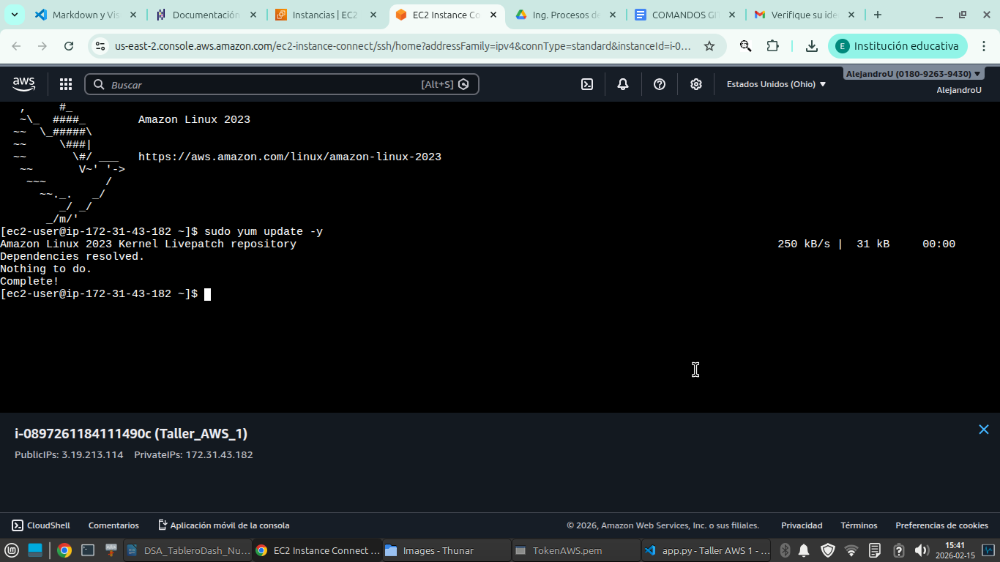 Markdown y Vis
Documentación
Instancias | EC2
EC2 Instance Co
Ing. Procesos de
COMANDOS GIT
Verifique su ide
us-east-2.console.aws.amazon.com/ec2-instance-connect/ssh/home?addressFamily=ipv4&connType=standard&instanceId=i-0…
E Institución educativa
aws
Buscar [Alt+S]
Estados Unidos (Ohio)
AlejandroU (0180-9263-9430)
AlejandroU
   ,     #_
   ~\_  ####_        Amazon Linux 2023
  ~~  \_#####\
  ~~     \###|
  ~~       \#/ ___   https://aws.amazon.com/linux/amazon-linux-2023
   ~~       V~' '->
    ~~~         /
      ~~._.   _/
         _/ _/
       _/m/'
[ec2-user@ip-172-31-43-182 ~]$ sudo yum update -y
Amazon Linux 2023 Kernel Livepatch repository 250 kB/s | 31 kB 00:00
Dependencies resolved.
Nothing to do.
Complete!
[ec2-user@ip-172-31-43-182 ~]$
i-0897261184111490c (Taller_AWS_1)
PublicIPs: 3.19.213.114 PrivateIPs: 172.31.43.182
CloudShell Comentarios Aplicación móvil de la consola © 2026, Amazon Web Services, Inc. o sus filiales. Privacidad Términos Preferencias de cookies
DSA_TableroDash_Nu…
EC2 Instance Connect …
Images - Thunar
TokenAWS.pem
app.py - Taller AWS 1 - …
15:41
2026-02-15